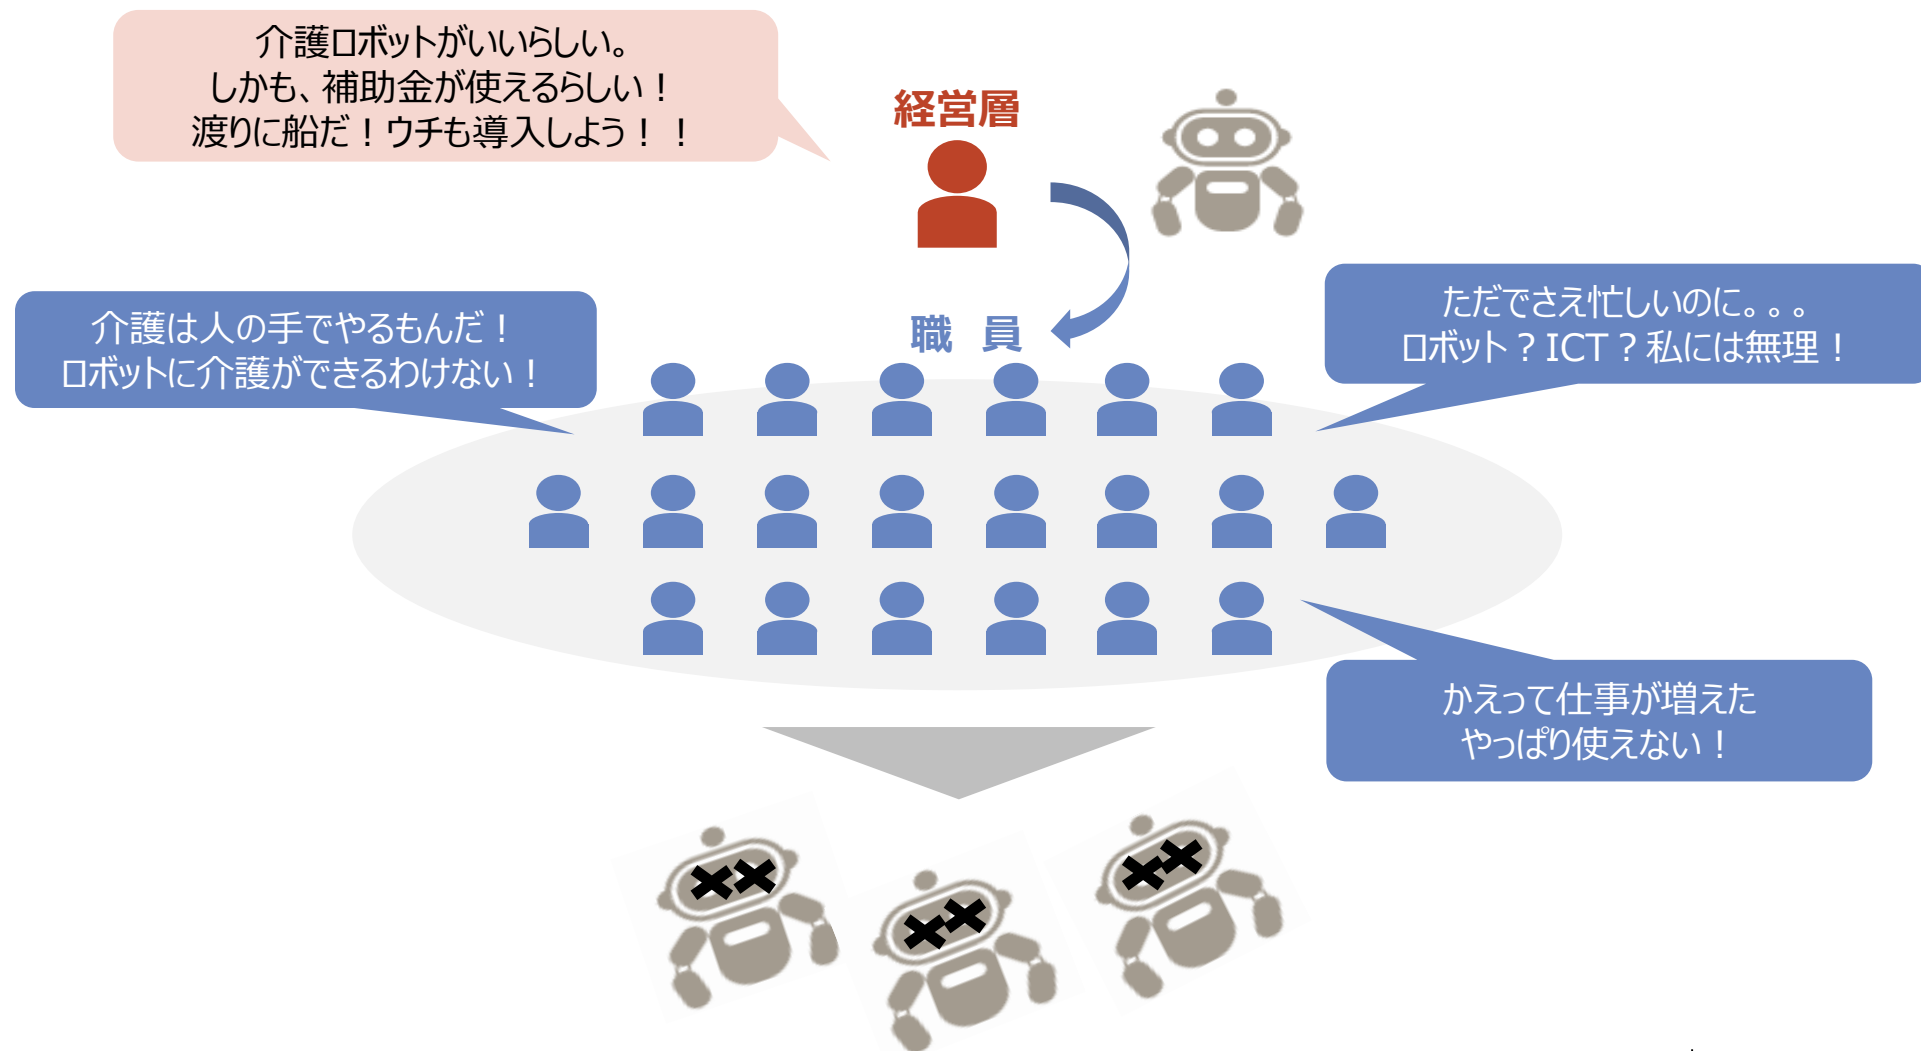 介護ロボットがいいらしい。
しかも、補助金が使えるらしい！
渡りに船だ！ウチも導入しよう！！
経営層
職 員
介護は人の手でやるもんだ！
ロボットに介護ができるわけない！
ただでさえ忙しいのに。。。
ロボット？ICT？私には無理！
かえって仕事が増えた
やっぱり使えない！